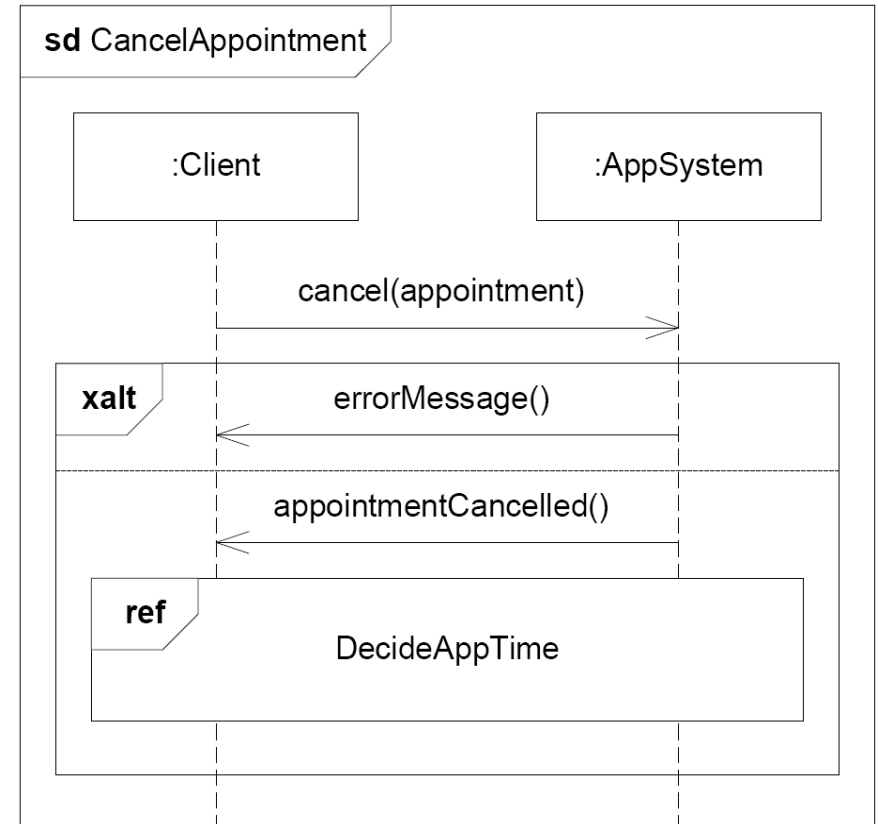 sd CancelAppointment
:Client
:AppSystem
cancel(appointment)
xalt
errorMessage()
appointmentCancelled()
ref
DecideAppTime